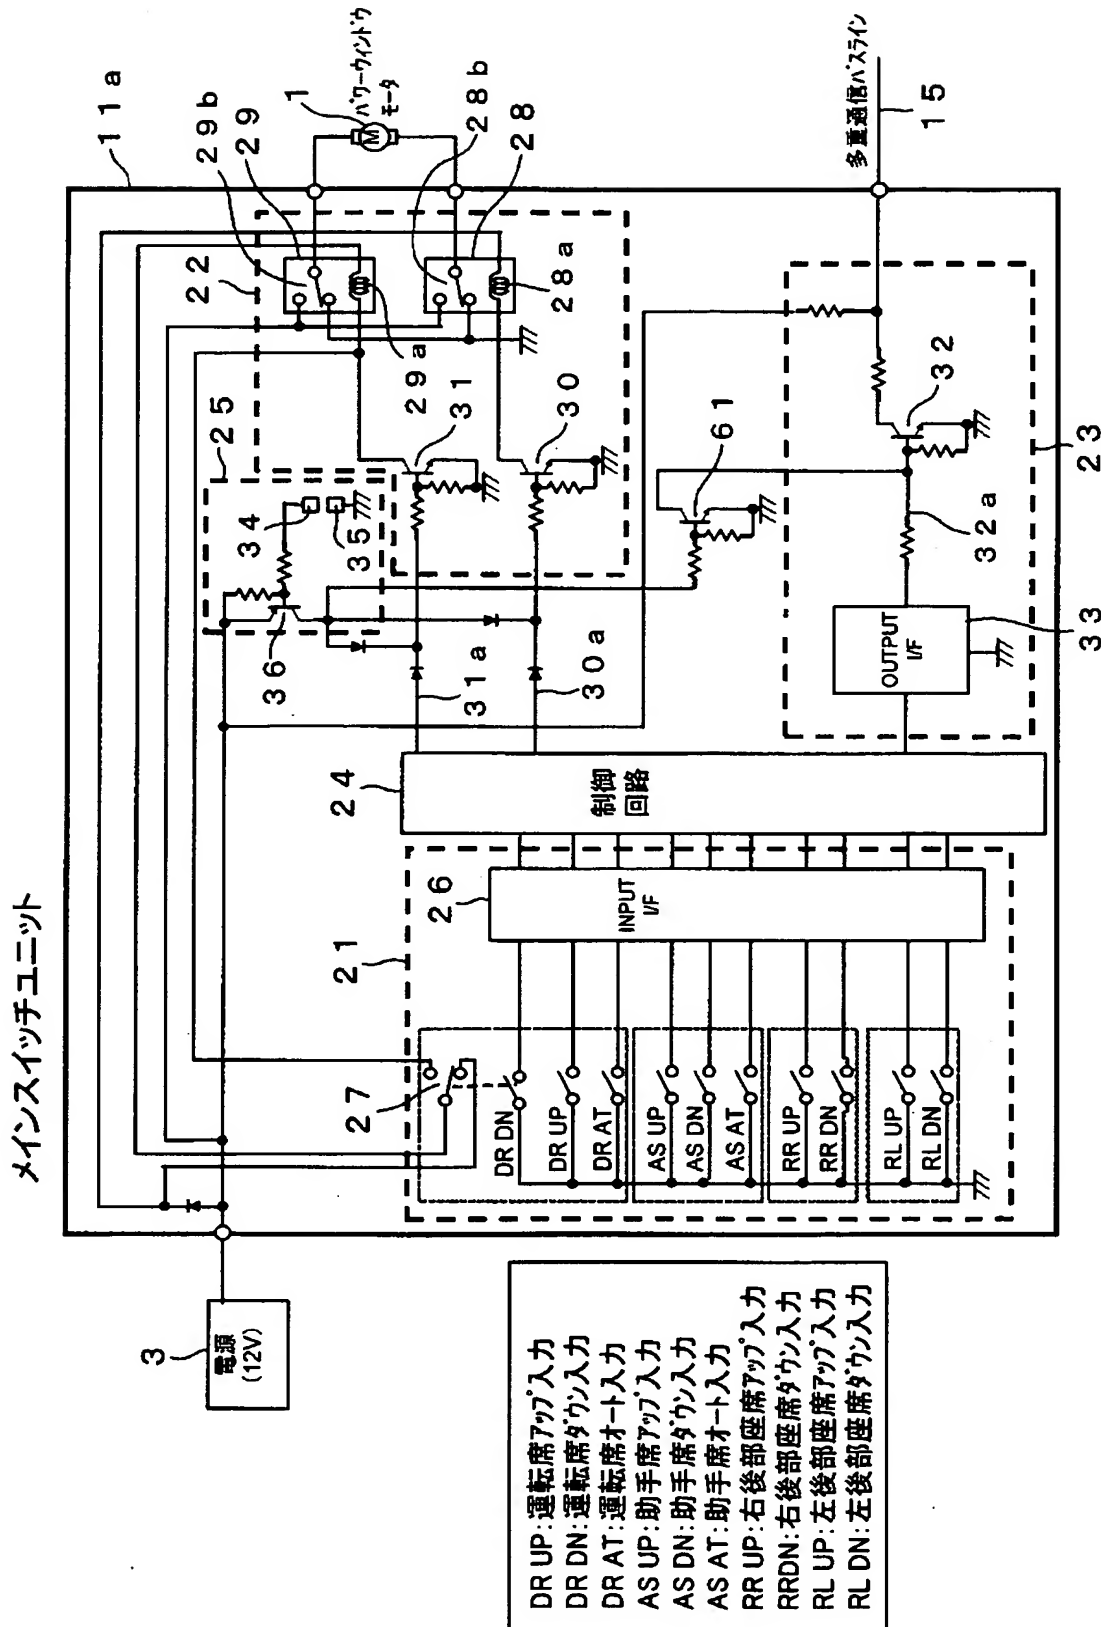 メインスイッチユニット
11a
3
電源
(12V)
29b
29
22
25
34
35
36
29a
31
31a
30
30a
28a
28b
28
1
M
パワーウインドウ
モータ
61
多重通信バスライン
15
32
32a
23
33
OUTPUT
I/F
24
制御
回路
26
INPUT
I/F
21
27
DR DN
DR UP
DR AT
AS UP
AS DN
AS AT
RR UP
RR DN
RL UP
RL DN
DR UP:運転席アップ入力
DR DN:運転席ダウン入力
DR AT:運転席オート入力
AS UP:助手席アップ入力
AS DN:助手席ダウン入力
AS AT:助手席オート入力
RR UP:右後部座席アップ入力
RRDN:右後部座席ダウン入力
RL UP:左後部座席アップ入力
RL DN:左後部座席ダウン入力